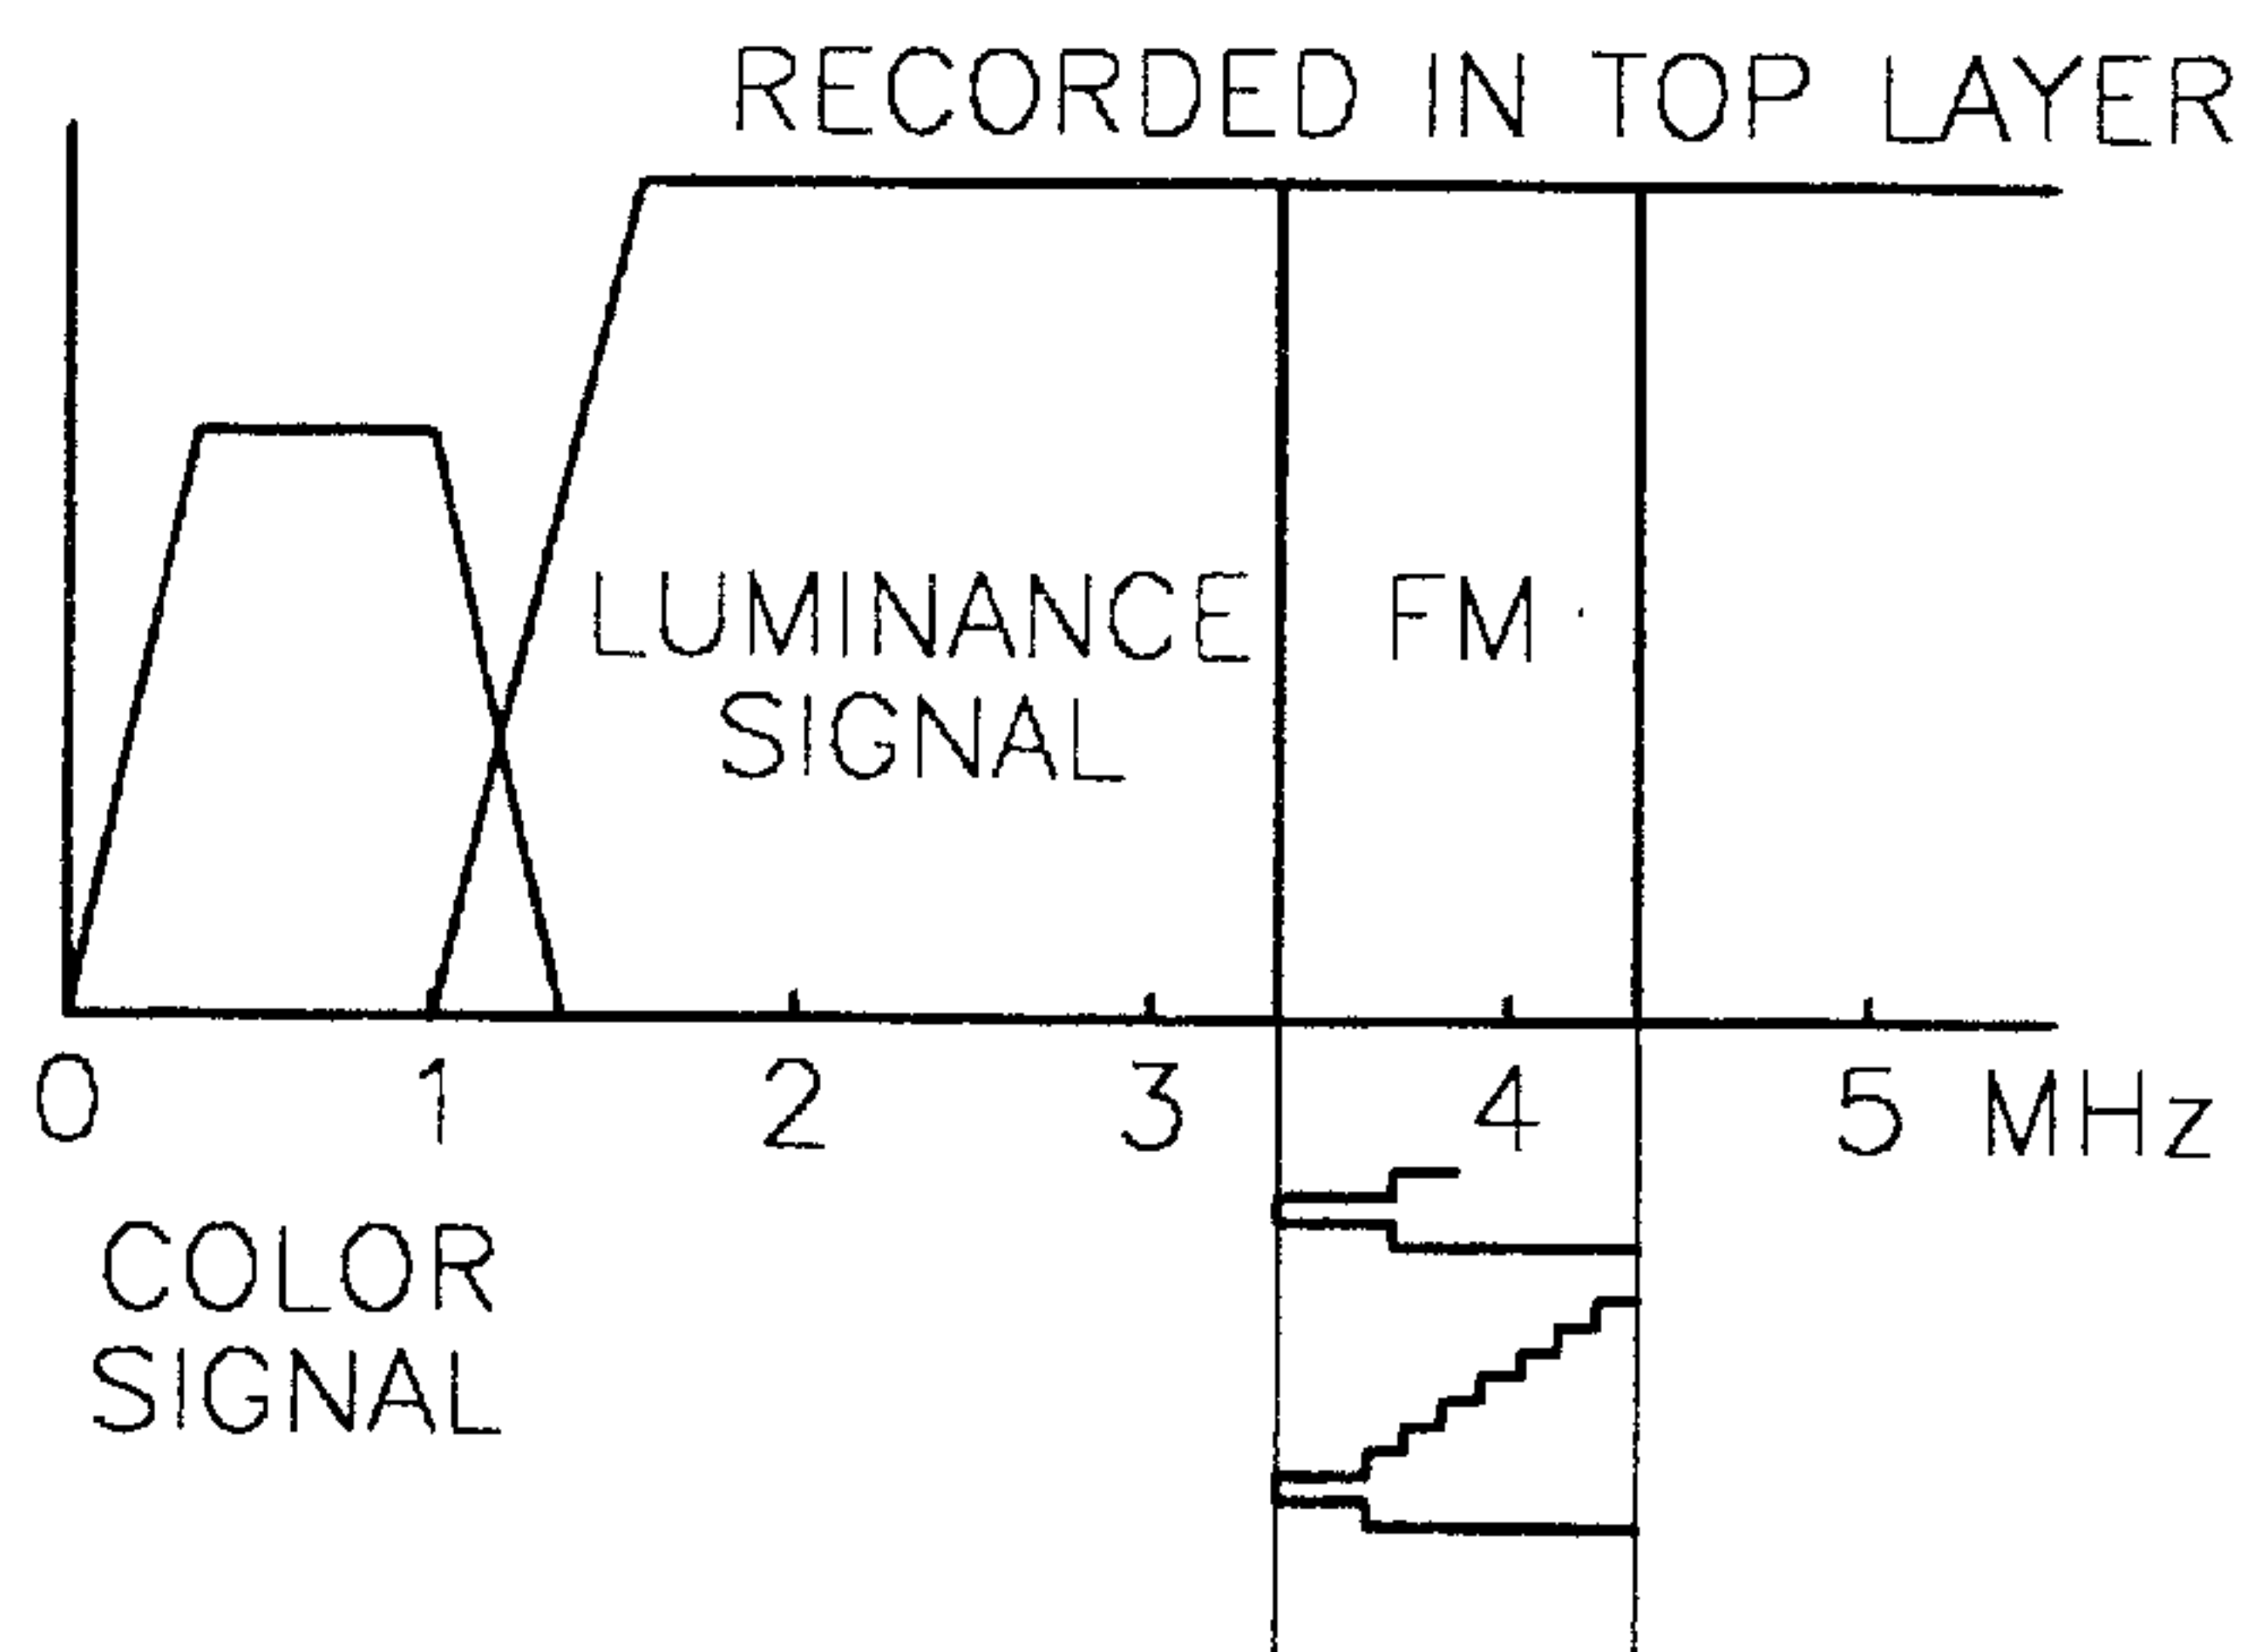 RECORDED IN TOP LAYER
LUMINANCE FM
SIGNAL
0 1 2 3 4 5 MHz
COLOR
SIGNAL